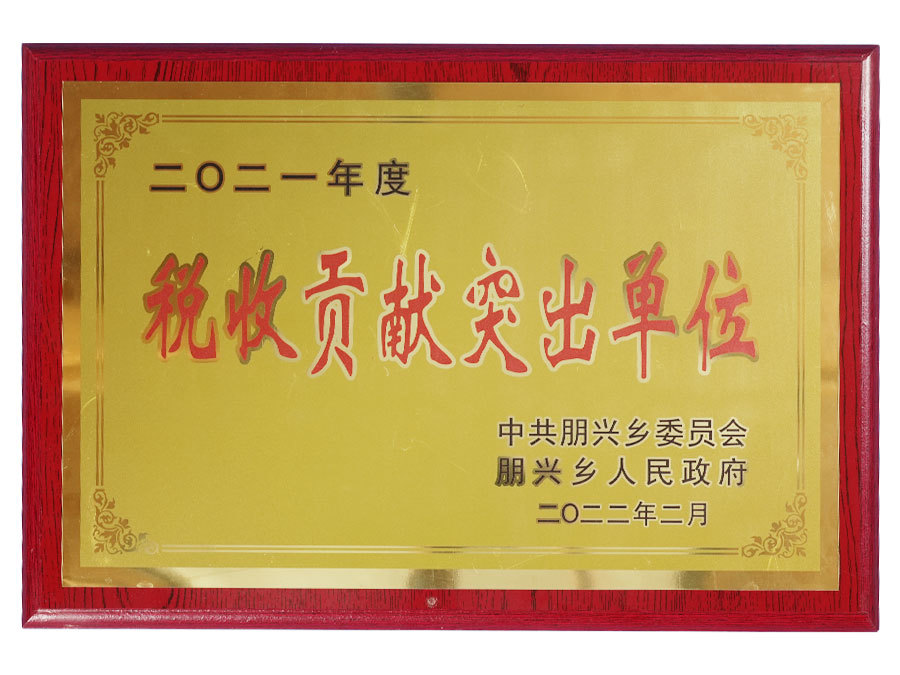 二〇二一年度
税收贡献突出单位
中共朋兴乡委员会
朋兴乡人民政府
二〇二二年二月